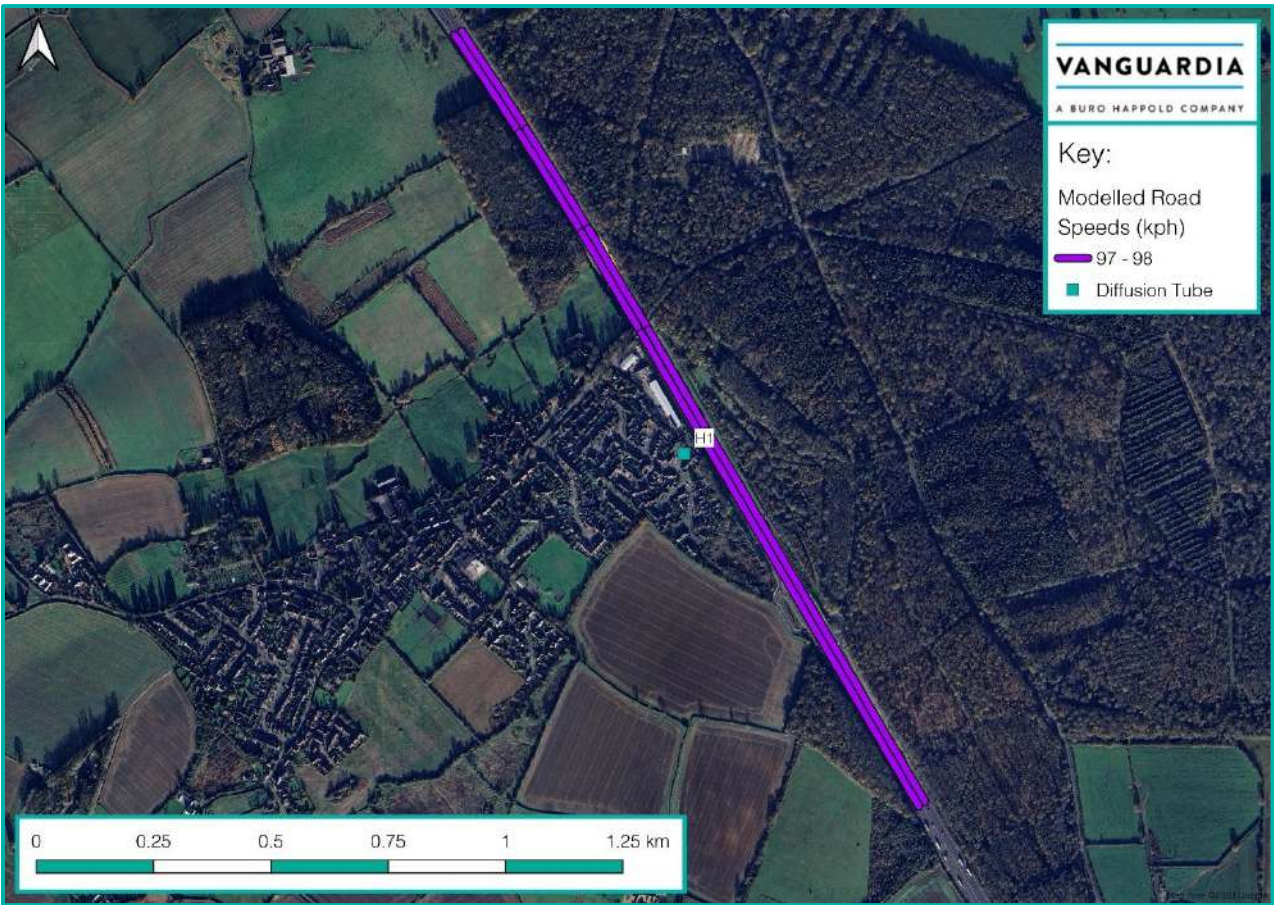 VANGUARDIA
A BURO HAPPOLD COMPANY
Key:
Modelled Road
Speeds (kph)
97 - 98
Diffusion Tube
H1
0 0.25 0.5 0.75 1 1.25 km